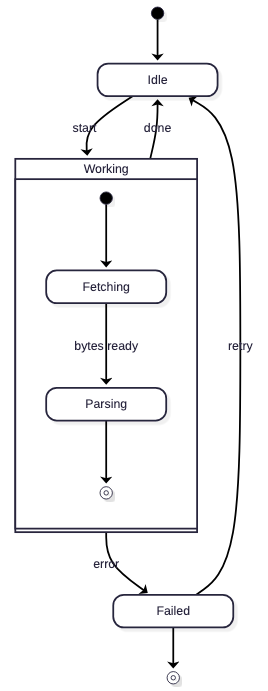 Idle
start
done
Working
Fetching
bytes ready
retry
Parsing
error
Failed